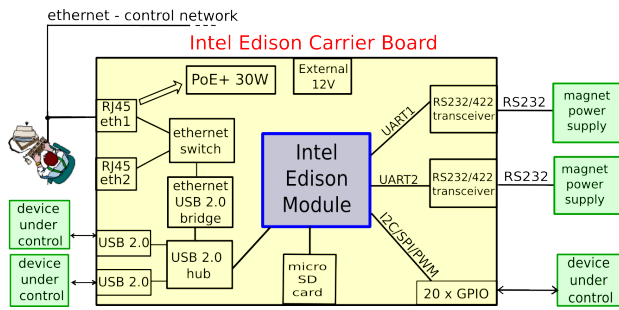 ethernet - control network
Intel Edison Carrier Board
PoE+ 30W
External
12V
RJ45
eth1
RJ45
eth2
ethernet
switch
ethernet
USB 2.0
bridge
USB 2.0
hub
USB 2.0
USB 2.0
Intel
Edison
Module
micro
SD
card
UART1
UART2
I2C/SPI/PWM
RS232/422
transceiver
RS232/422
transceiver
20 x GPIO
RS232
RS232
magnet
power
supply
magnet
power
supply
device
under
control
device
under
control
device
under
control